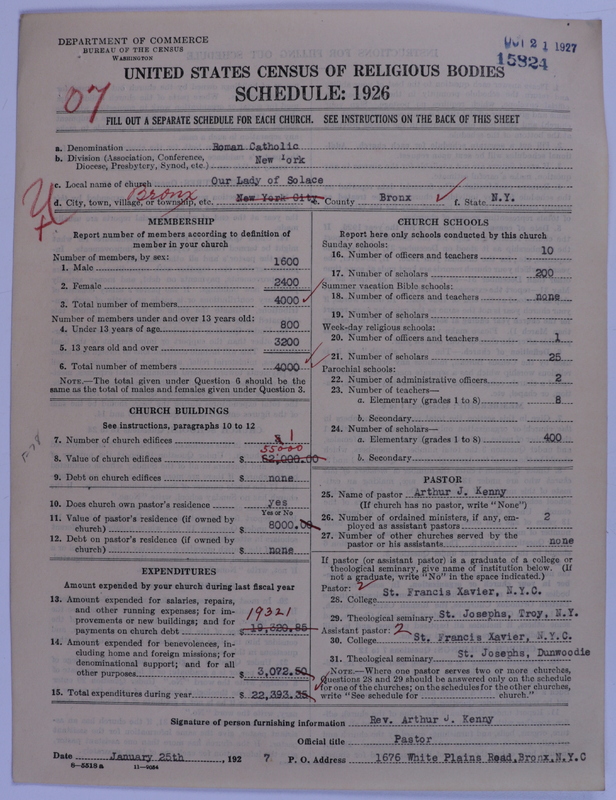 DEPARTMENT OF COMMERCE
BUREAU OF THE CENSUS
WASHINGTON
21 1927
15824
UNITED STATES CENSUS OF RELIGIOUS BODIES
SCHEDULE: 1926
07
FILL OUT A SEPARATE SCHEDULE FOR EACH CHURCH. SEE INSTRUCTIONS ON THE BACK OF THIS SHEET
a. Denomination Roman Catholic
b. Division (Association, Conference, Diocese, Presbytery, Synod, etc.) New York
c. Local name of church Our Lady of Solace
Bronx
d. City, town, village, or township, etc. New York City e. County Bronx f. State N.Y.
MEMBERSHIP
Report number of members according to definition of member in your church
Number of members, by sex:
1. Male 1600
2. Female 2400
3. Total number of members 4000
Number of members under and over 13 years old:
4. Under 13 years of age 800
5. 13 years old and over 3200
6. Total number of members 4000
NOTE.—The total given under Question 6 should be the
same as the total of males and females given under Question 3.
CHURCH BUILDINGS
See instructions, paragraphs 10 to 12
7. Number of church edifices 1
55000
8. Value of church edifices $ 62,000.00
9. Debt on church edifices $ none
10. Does church own pastor's residence yes
Yes or No
11. Value of pastor's residence (if owned by
church) $ 8000.00
12. Debt on pastor's residence (if owned by
church) $ none
EXPENDITURES
Amount expended by your church during last fiscal year
13. Amount expended for salaries, repairs,
and other running expenses; for im-
provements or new buildings; and for
19321
payments on church debt $ 19,320.85
14. Amount expended for benevolences, in-
cluding home and foreign missions; for
denominational support; and for all
other purposes $ 3,072.50
15. Total expenditures during year $ 22,393.35
CHURCH SCHOOLS
Report here only schools conducted by this church
Sunday schools:
16. Number of officers and teachers 10
17. Number of scholars 200
Summer vacation Bible schools:
18. Number of officers and teachers none
19. Number of scholars
Week-day religious schools:
20. Number of officers and teachers 1
21. Number of scholars 25
Parochial schools:
22. Number of administrative officers 2
23. Number of teachers—
a. Elementary (grades 1 to 8) 8
b. Secondary
24. Number of scholars—
a. Elementary (grades 1 to 8) 400
b. Secondary
PASTOR
25. Name of pastor Arthur J. Kenny
(If church has no pastor, write "None")
26. Number of ordained ministers, if any, em-
ployed as assistant pastors 2
27. Number of other churches served by the
pastor or his assistants none
If pastor (or assistant pastor) is a graduate of a college or
theological seminary, give name of institution below. (If
not a graduate, write "No" in the space indicated.)
Pastor: 2
28. College St. Francis Xavier, N.Y.C.
29. Theological seminary St. Josephs, Troy, N.Y.
Assistant pastor: 2
30. College St. Francis Xavier, N.Y.C.
31. Theological seminary St. Josephs, Dunwoodie
NOTE.—Where one pastor serves two or more churches,
Questions 28 and 29 should be answered only on the schedule
for one of the churches; on the schedules for the other churches,
write "See schedule for church."
Signature of person furnishing information Rev. Arthur J. Kenny
Official title Pastor
Date January 25th, 192 7 P. O. Address 1676 White Plains Road, Bronx, N.Y.C
8—5518 a 11—9054